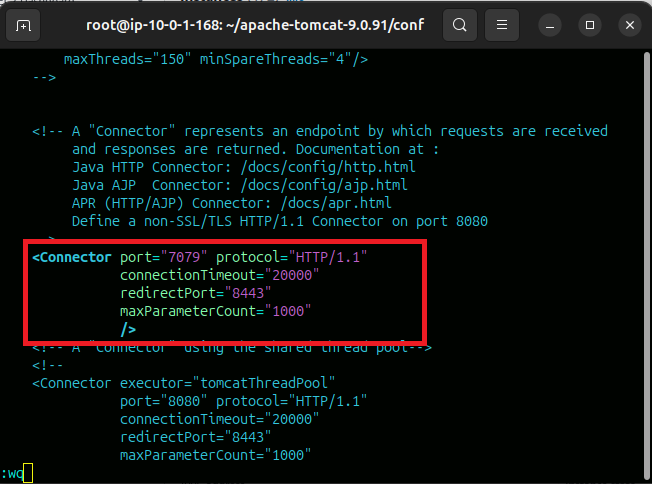 root@ip-10-0-1-168: ~/apache-tomcat-9.0.91/conf
maxThreads="150" minSpareThreads="4"/>
-->
<!-- A "Connector" represents an endpoint by which requests are received
and responses are returned. Documentation at :
Java HTTP Connector: /docs/config/http.html
Java AJP  Connector: /docs/config/ajp.html
APR (HTTP/AJP) Connector: /docs/apr.html
Define a non-SSL/TLS HTTP/1.1 Connector on port 8080
<Connector port="7079" protocol="HTTP/1.1"
connectionTimeout="20000"
redirectPort="8443"
maxParameterCount="1000"
/>
<!-- A "Connector" using the shared thread pool-->
<!--
<Connector executor="tomcatThreadPool"
port="8080" protocol="HTTP/1.1"
connectionTimeout="20000"
redirectPort="8443"
maxParameterCount="1000"
:wq